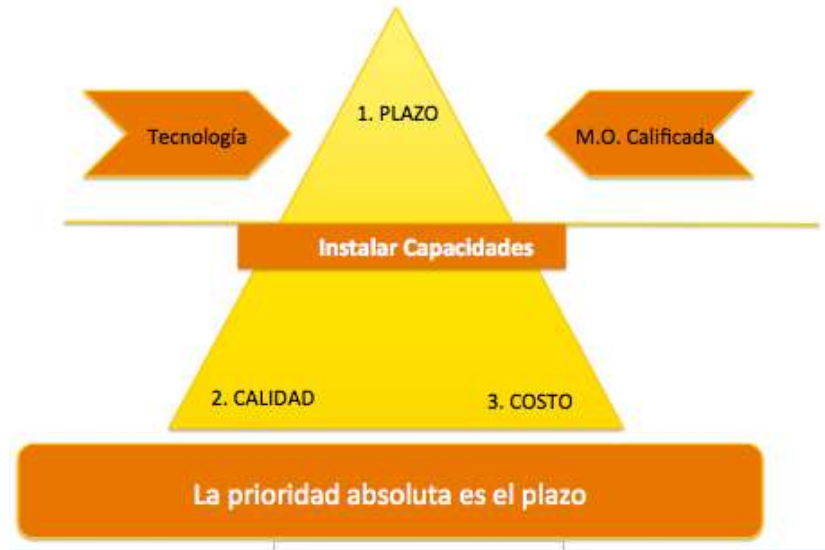 1. PLAZO
Tecnología
M.O. Calificada
Instalar Capacidades
2. CALIDAD
3. COSTO
La prioridad absoluta es el plazo